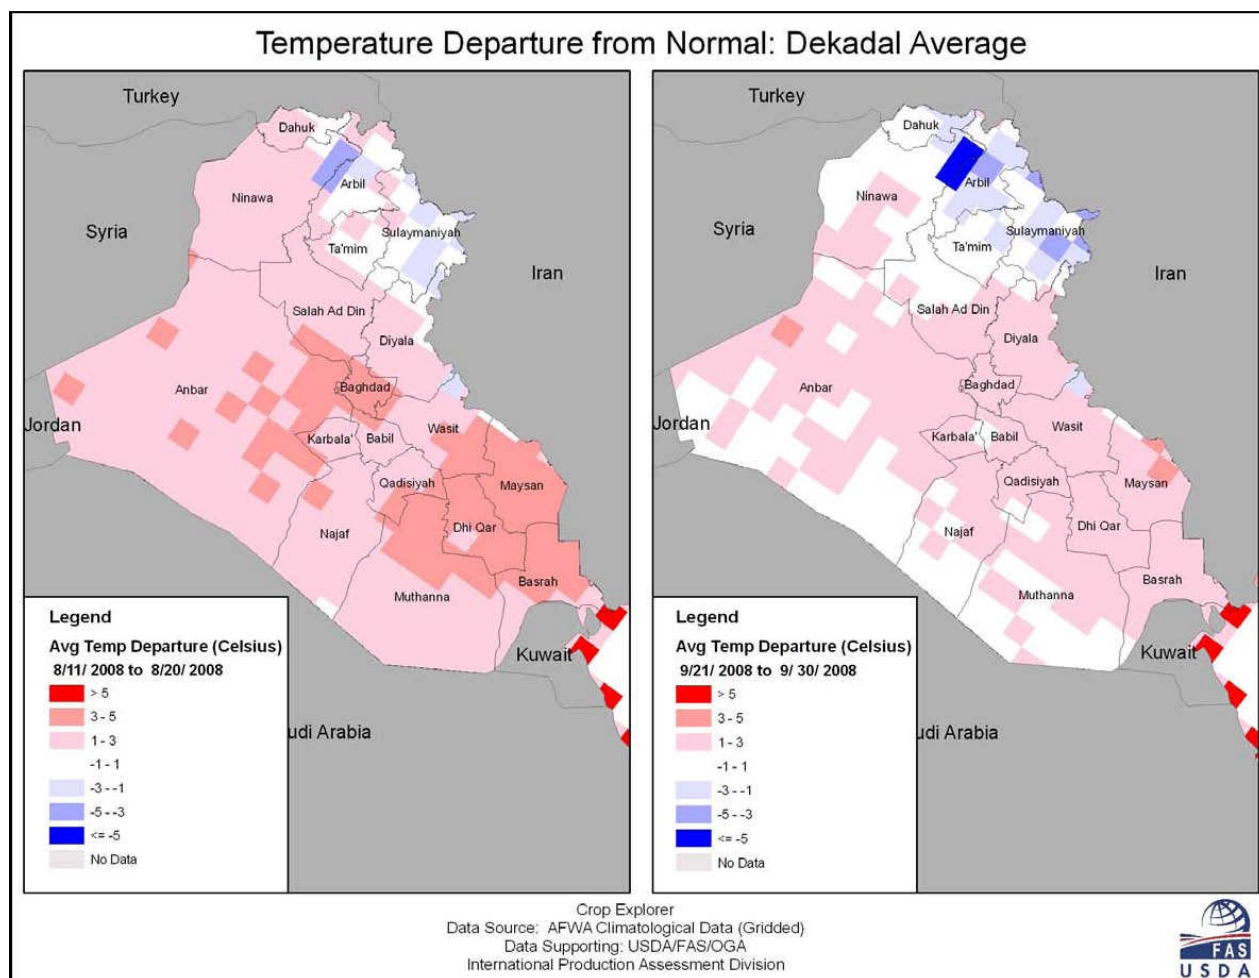 Temperature Departure from Normal: Dekadal Average
Turkey
Dahuk
Arbil
Ninawa
Syria
Sulaymaniyah
Ta'mim
Iran
Salah Ad Din
Diyala
Anbar
Baghdad
Jordan
Karbala'
Babil
Wasit
Qadisiyah
Maysan
Najaf
Dhi Qar
Muthanna
Basrah
Kuwait
udi Arabia
Legend
Avg Temp Departure (Celsius)
8/11/ 2008 to 8/20/ 2008
> 5
3 - 5
1 - 3
-1 - 1
-3 - -1
-5 - -3
<= -5
No Data
Turkey
Dahuk
Arbil
Ninawa
Syria
Sulaymaniyah
Ta'mim
Iran
Salah Ad Din
Diyala
Anbar
Baghdad
Jordan
Karbala'
Babil
Wasit
Qadisiyah
Maysan
Najaf
Dhi Qar
Muthanna
Basrah
Kuwait
udi Arabia
Legend
Avg Temp Departure (Celsius)
9/21/ 2008 to 9/ 30/ 2008
> 5
3 - 5
1 - 3
-1 - 1
-3 - -1
-5 - -3
<= -5
No Data
Crop Explorer
Data Source: AFWA Climatological Data (Gridded)
Data Supporting: USDA/FAS/OGA
International Production Assessment Division
FAS
USDA